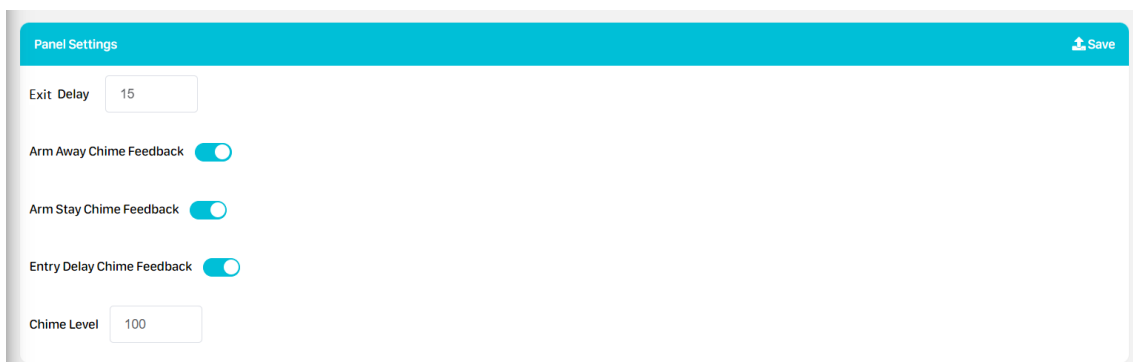 Panel Settings
Save
Exit Delay 15
Arm Away Chime Feedback
Arm Stay Chime Feedback
Entry Delay Chime Feedback
Chime Level 100